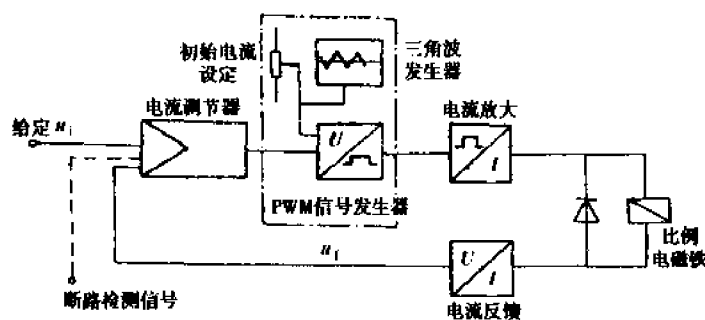 初始电流
设定
三角波
发生器
电流调节器
给定 ui
U
电流放大
I
PWM信号发生器
uf
U
I
比例
电磁铁
断路检测信号
电流反馈